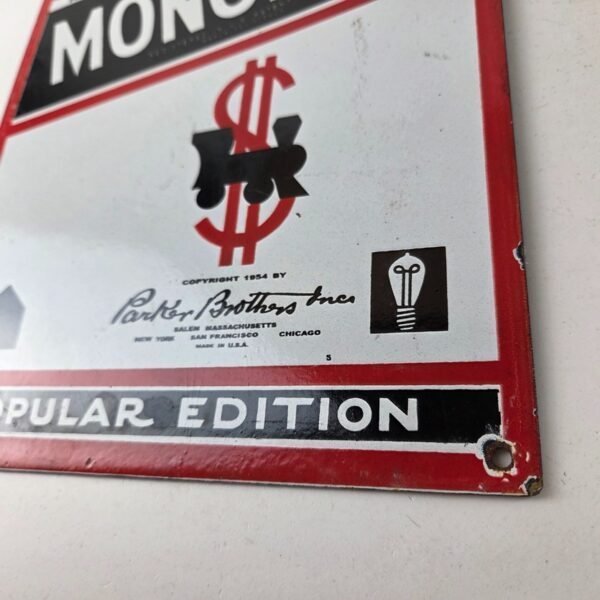 MONO
$
COPYRIGHT 1954 BY
Parker Brothers Inc
SALEM MASSACHUSETTS
NEW YORK SAN FRANCISCO CHICAGO
MADE IN U.S.A.
S
OPULAR EDITION